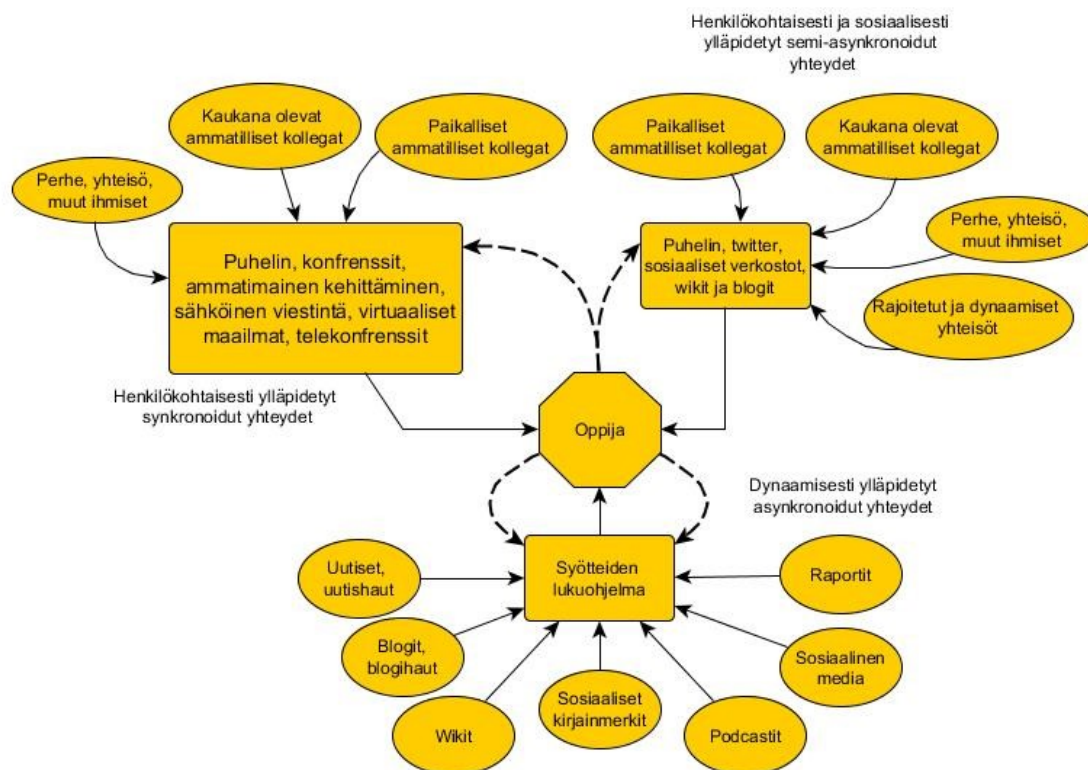 Henkilökohtaisesti ja sosiaalisesti
ylläpidetyt semi-asynkronoidut
yhteydet
Kaukana olevat
ammatilliset kollegat
Paikalliset
ammatilliset kollegat
Paikalliset
ammatilliset kollegat
Kaukana olevat
ammatilliset kollegat
Perhe, yhteisö,
muut ihmiset
Puhelin, konfrenssit,
ammatimainen kehittäminen,
sähköinen viestintä, virtuaaliset
maailmat, telekonfrenssit
Puhelin, twitter,
sosiaaliset verkostot,
wikit ja blogit
Perhe, yhteisö,
muut ihmiset
Rajoitetut ja dynaamiset
yhteisöt
Henkilökohtaisesti ylläpidetyt
synkronoidut yhteydet
Oppija
Dynaamisesti ylläpidetyt
asynkronoidut yhteydet
Syötteiden
lukuohjelma
Uutiset,
uutishaut
Raportit
Blogit,
blogihaut
Sosiaalinen
media
Wikit
Sosiaaliset
kirjainmerkit
Podcastit